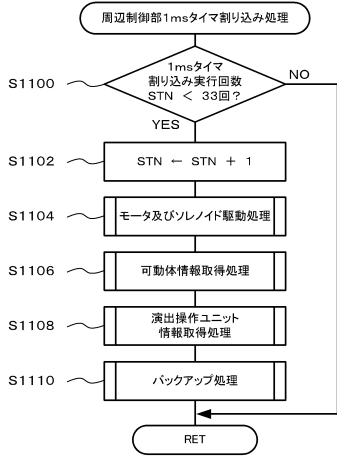 周辺制御部1msタイマ割り込み処理
S1100
1msタイマ
割り込み実行回数
STN < 33回?
NO
YES
S1102
STN ← STN + 1
S1104
モータ及びソレノイド駆動処理
S1106
可動体情報取得処理
S1108
演出操作ユニット
情報取得処理
S1110
バックアップ処理
RET